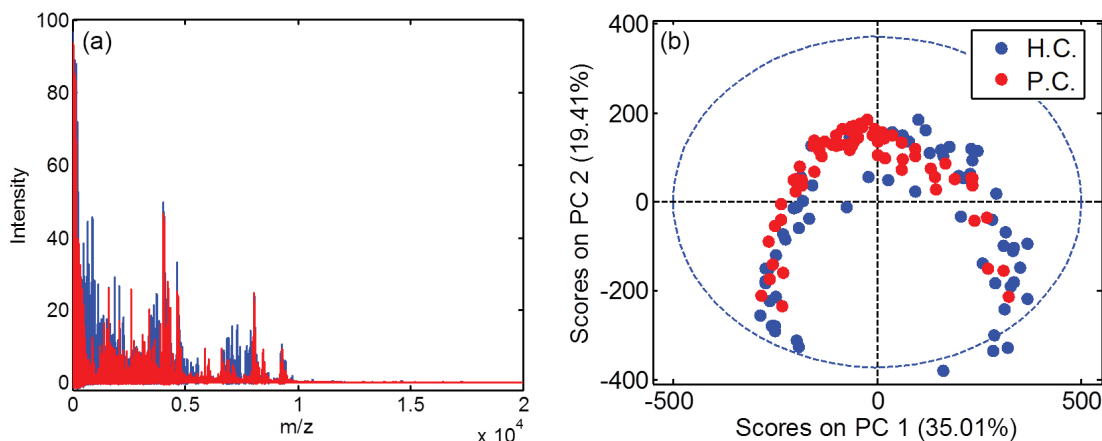 (a)
Intensity
100
80
60
40
20
0
0
0.5
1
1.5
2
m/z
x 10^4
(b)
H.C.
P.C.
Scores on PC 2 (19.41%)
400
200
0
-200
-400
-500
0
500
Scores on PC 1 (35.01%)